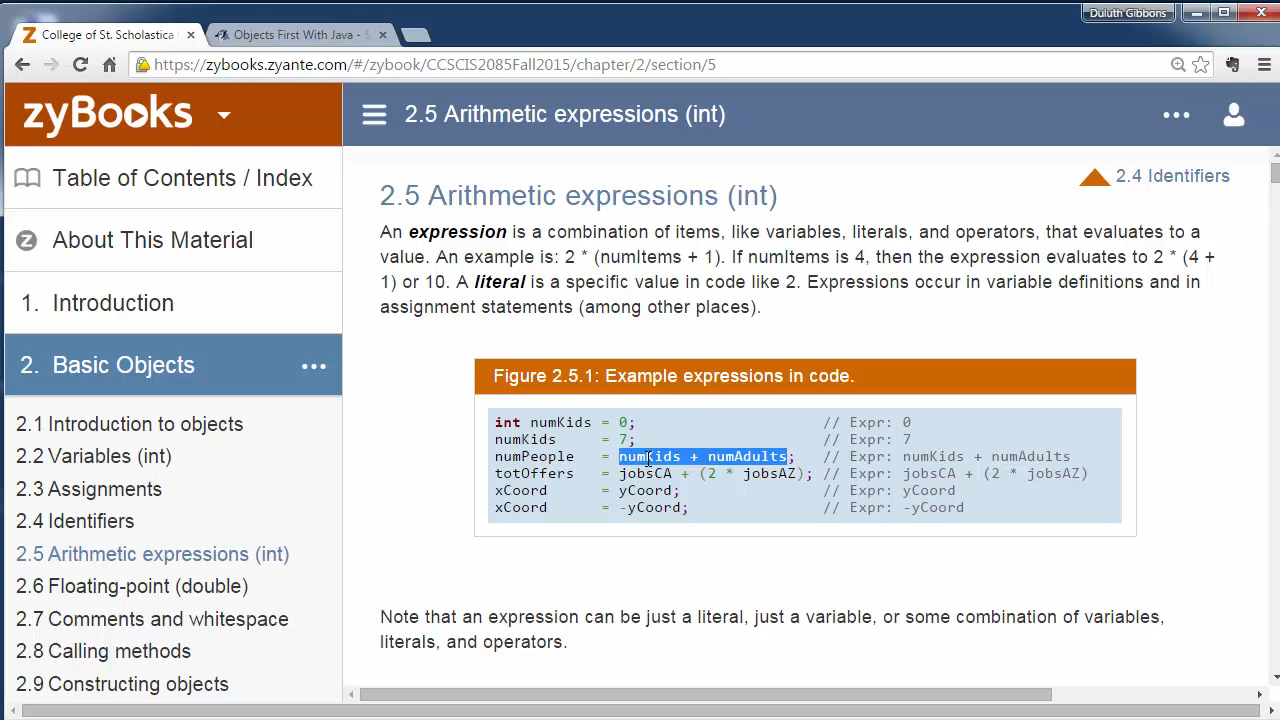 Duluth Gibbons
College of St. Scholastica
Objects First With Java - S
https://zybooks.zyante.com/#/zybook/CCSCIS2085Fall2015/chapter/2/section/5
zyBooks
2.5 Arithmetic expressions (int)
Table of Contents / Index
About This Material
1. Introduction
2. Basic Objects
2.1 Introduction to objects
2.2 Variables (int)
2.3 Assignments
2.4 Identifiers
2.5 Arithmetic expressions (int)
2.6 Floating-point (double)
2.7 Comments and whitespace
2.8 Calling methods
2.9 Constructing objects
2.4 Identifiers
2.5 Arithmetic expressions (int)
An expression is a combination of items, like variables, literals, and operators, that evaluates to a
value. An example is: 2 * (numItems + 1). If numItems is 4, then the expression evaluates to 2 * (4 +
1) or 10. A literal is a specific value in code like 2. Expressions occur in variable definitions and in
assignment statements (among other places).
Figure 2.5.1: Example expressions in code.
int numKids = 0; // Expr: 0
numKids = 7; // Expr: 7
numPeople = numKids + numAdults; // Expr: numKids + numAdults
totOffers = jobsCA + (2 * jobsAZ); // Expr: jobsCA + (2 * jobsAZ)
xCoord = yCoord; // Expr: yCoord
xCoord = -yCoord; // Expr: -yCoord
Note that an expression can be just a literal, just a variable, or some combination of variables,
literals, and operators.